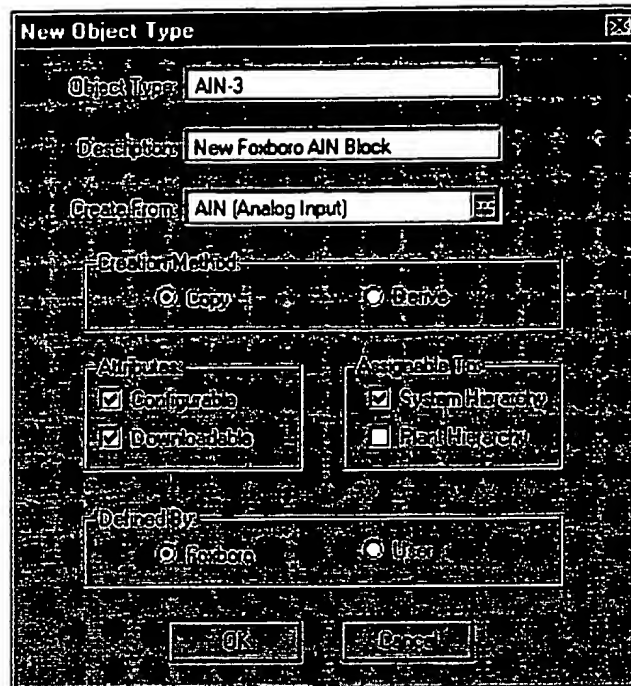 New Object Type
Object Type: AIN-3
Description: New Foxboro AIN Block
Create From: AIN (Analog Input)
Creation Method:
Copy Derive
Attributes: Assignable To:
Configurable System Hierarchy
Downloadable Plant Hierarchy
Defined By:
Foxboro User
OK Cancel